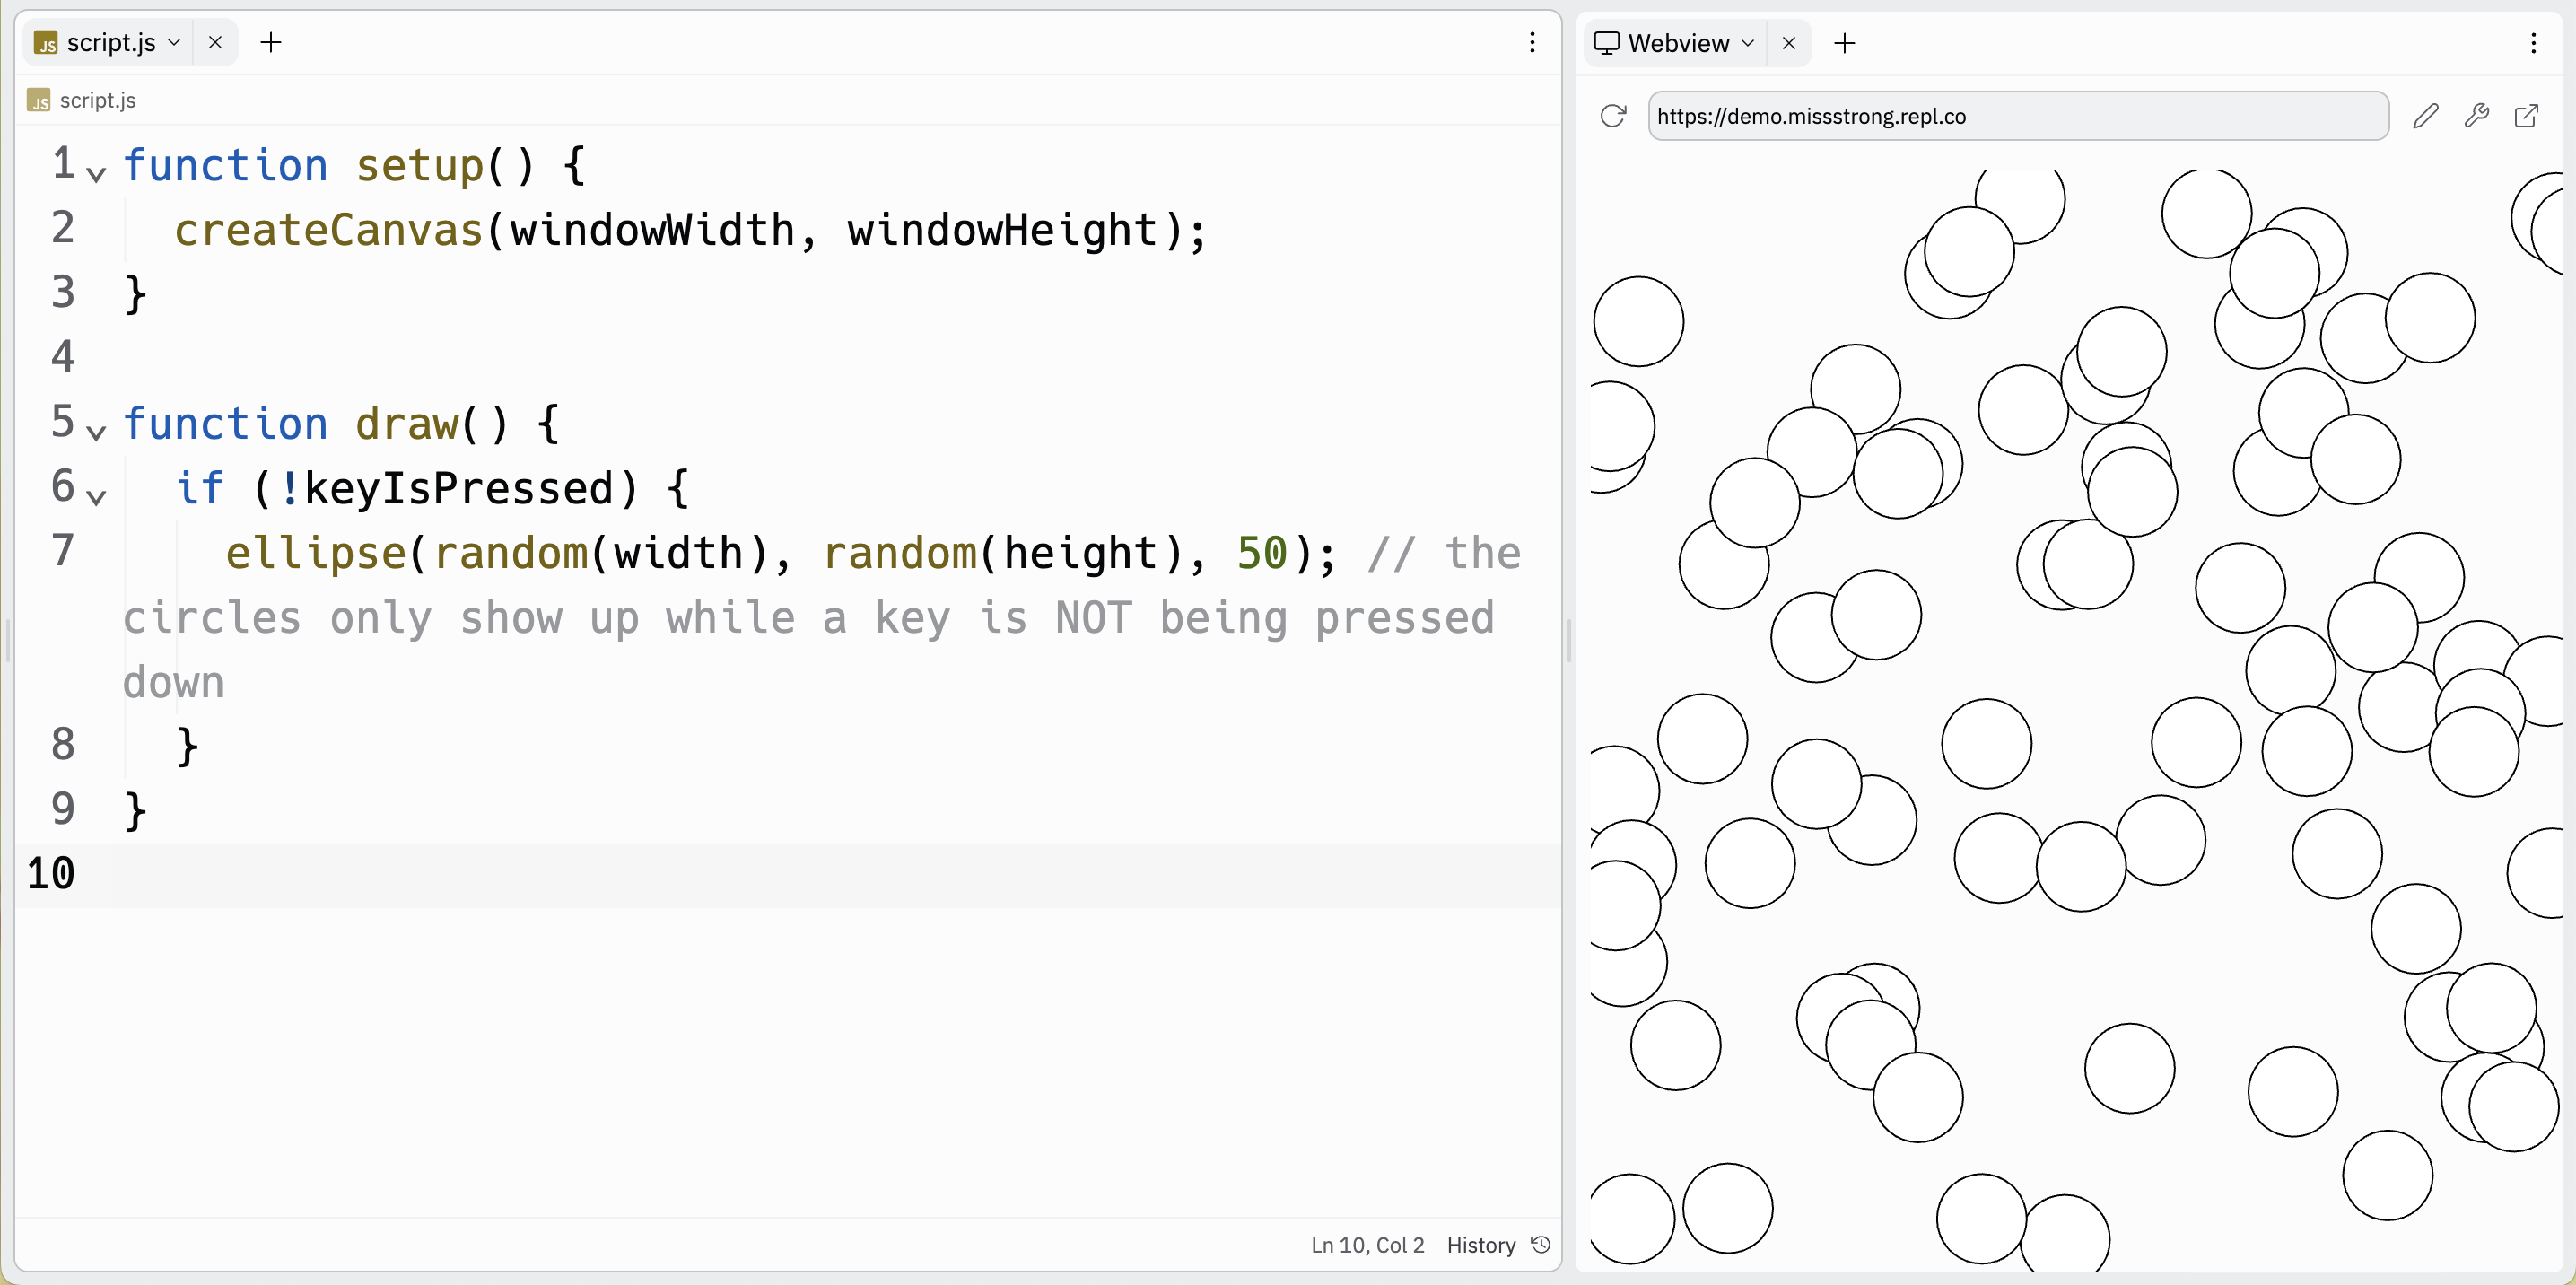 JS script.js
JS script.js
1 function setup() {
2 createCanvas(windowWidth, windowHeight);
3 }
4
5 function draw() {
6 if (!keyIsPressed) {
7 ellipse(random(width), random(height), 50); // the
circles only show up while a key is NOT being pressed
down
8 }
9 }
10
Ln 10, Col 2 History
Webview
https://demo.missstrong.repl.co